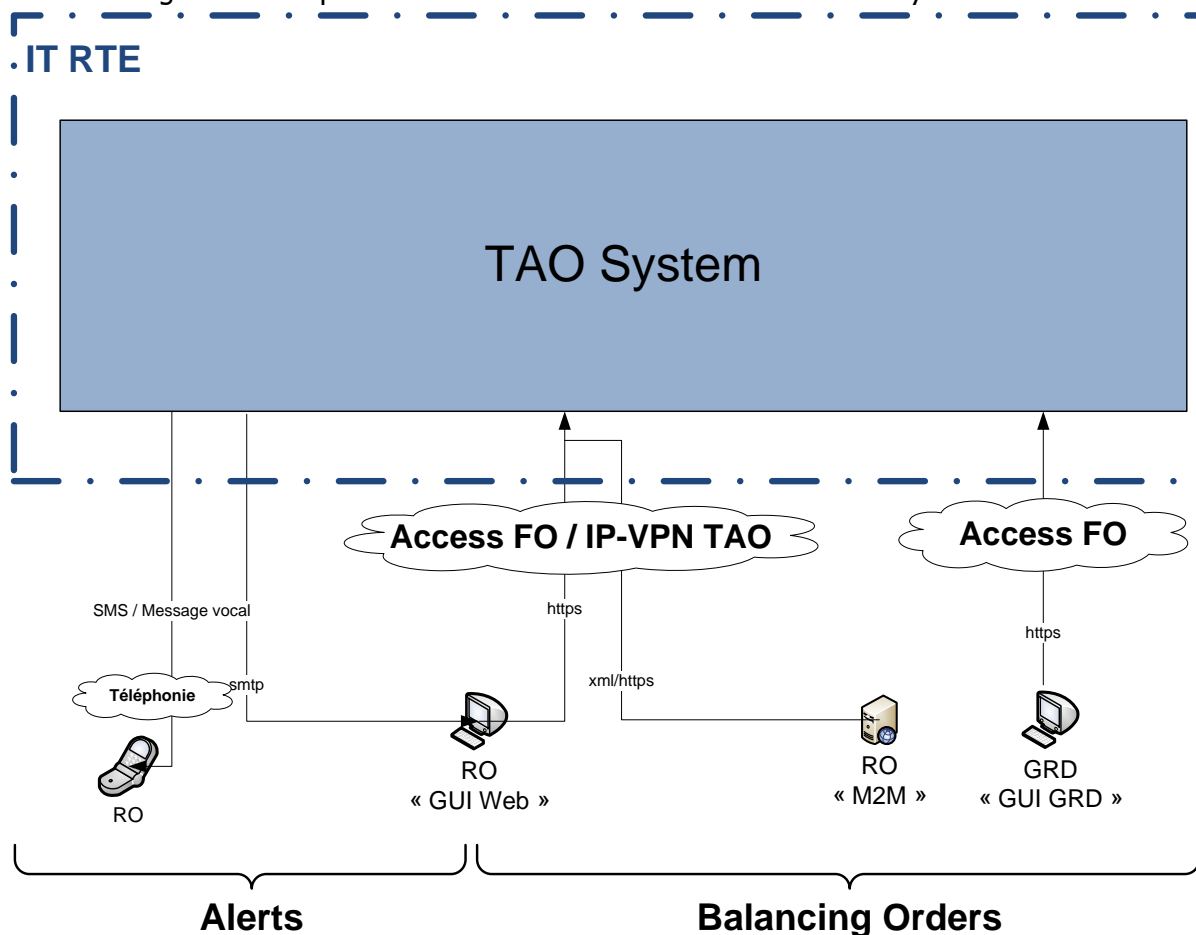 IT RTE
TAO System
Access FO / IP-VPN TAO
Access FO
SMS / Message vocal
https
https
Téléphonie
smtp
xml/https
RO
RO
« GUI Web »
RO
« M2M »
GRD
« GUI GRD »
Alerts
Balancing Orders